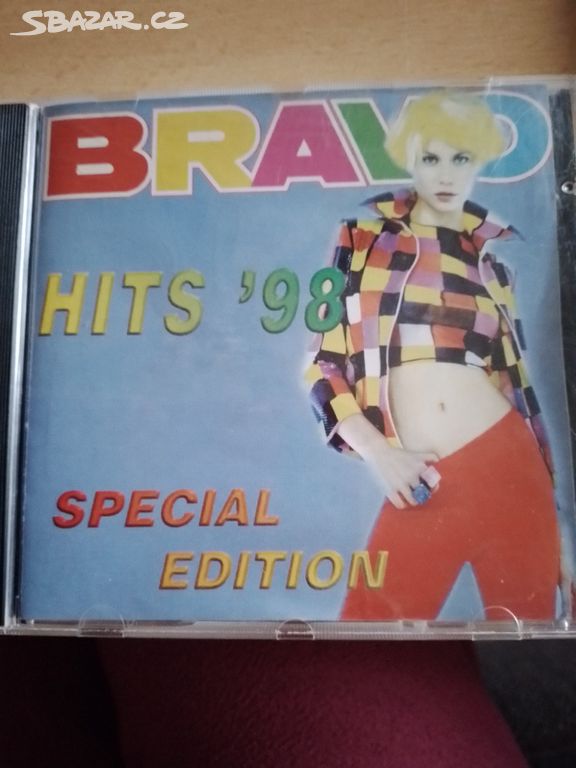 SBAZAR.CZ
BRAVO
HITS '98
SPECIAL
EDITION